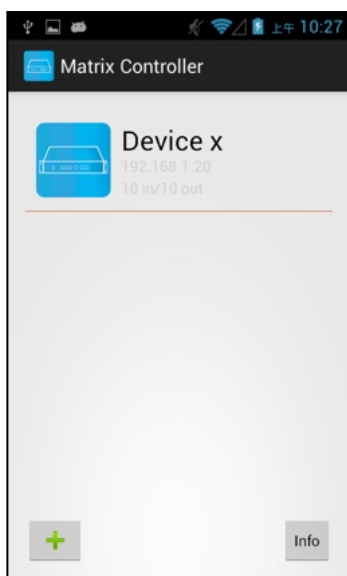 上午 10:27
Matrix Controller
Device x
192.168.1.20
10 in/10 out
Info